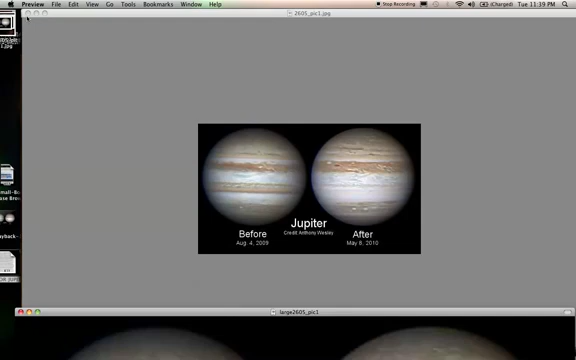 Preview File Edit View Go Tools Bookmarks Window Help
Stop Recording (Charged) Tue 11:39 PM
2605_pic1.jpg
Jupiter
Credit: Anthony Wesley
Before
Aug. 4, 2009
After
May 8, 2010
large2605_pic1